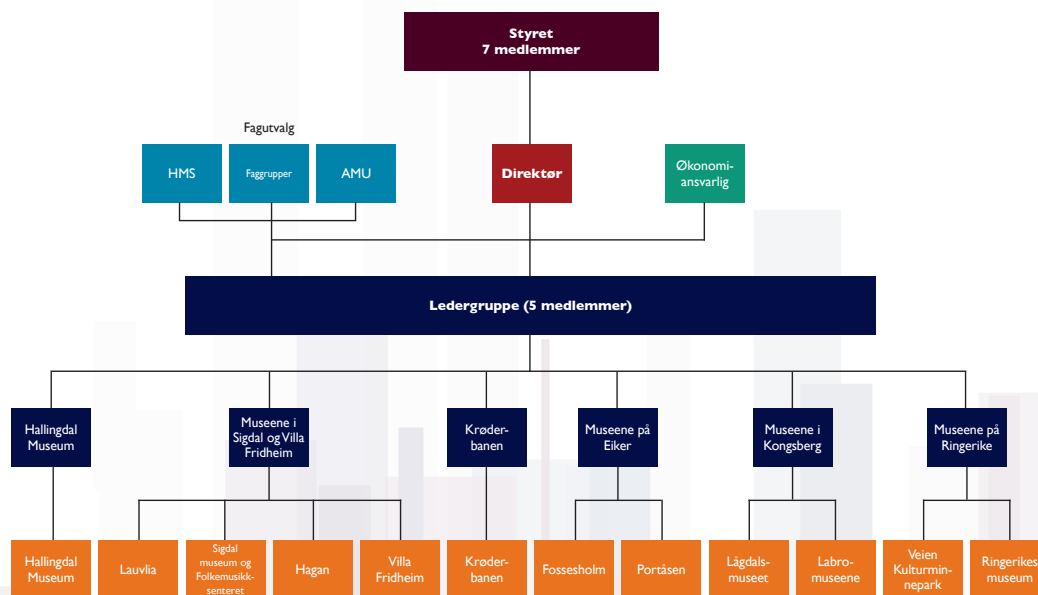 Styret
7 medlemmer
Fagutvalg
HMS
Faggrupper
AMU
Direktør
Økonomi-
ansvarlig
Ledergruppe (5 medlemmer)
Hallingdal
Museum
Museene i
Sigdal og Villa
Fridheim
Krøder-
banen
Museene på
Eiker
Museene i
Kongsberg
Museene på
Ringerike
Hallingdal
Museum
Lauvlia
Sigdal
museum og
Folkemusikk-
senteret
Hagan
Villa
Fridheim
Krøder-
banen
Fossesholm
Portåsen
Lågdals-
museet
Labro-
museene
Veien
Kulturmin-
nepark
Ringerikes
museum